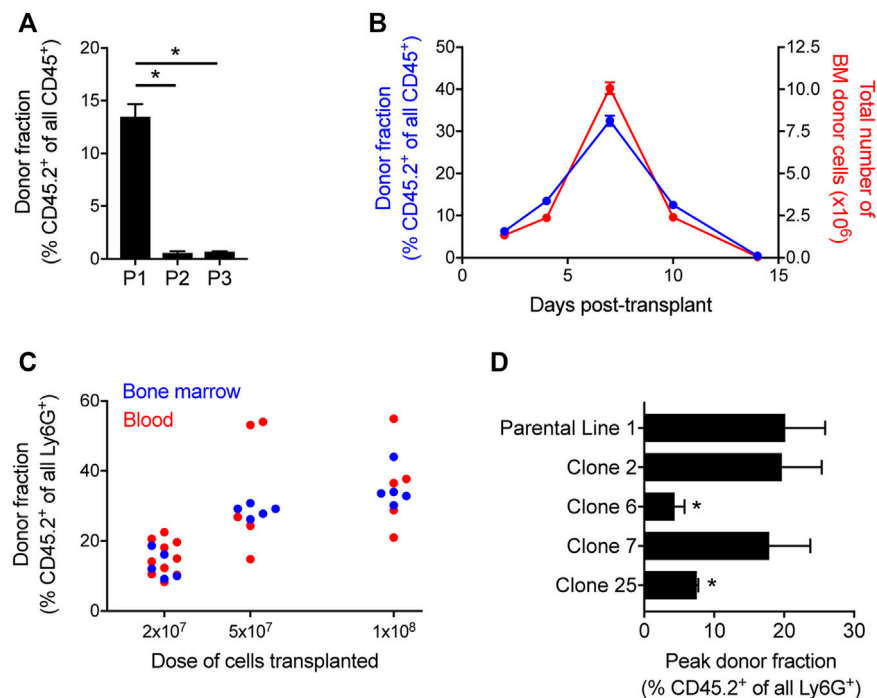 A
Donor fraction
(% CD45.2⁺ of all CD45⁺)
20
15
10
5
0
*
*
P1 P2 P3
B
Donor fraction
(% CD45.2⁺ of all CD45⁺)
50
40
30
20
10
0
12.5
10.0
7.5
5.0
2.5
0.0
Total number of
BM donor cells (x10⁶)
0 5 10 15
Days post-transplant
C
Bone marrow
Blood
Donor fraction
(% CD45.2⁺ of all Ly6G⁺)
60
40
20
0
2x10⁷ 5x10⁷ 1x10⁸
Dose of cells transplanted
D
Parental Line 1
Clone 2
Clone 6
*
Clone 7
Clone 25
*
0 10 20 30
Peak donor fraction
(% CD45.2⁺ of all Ly6G⁺)